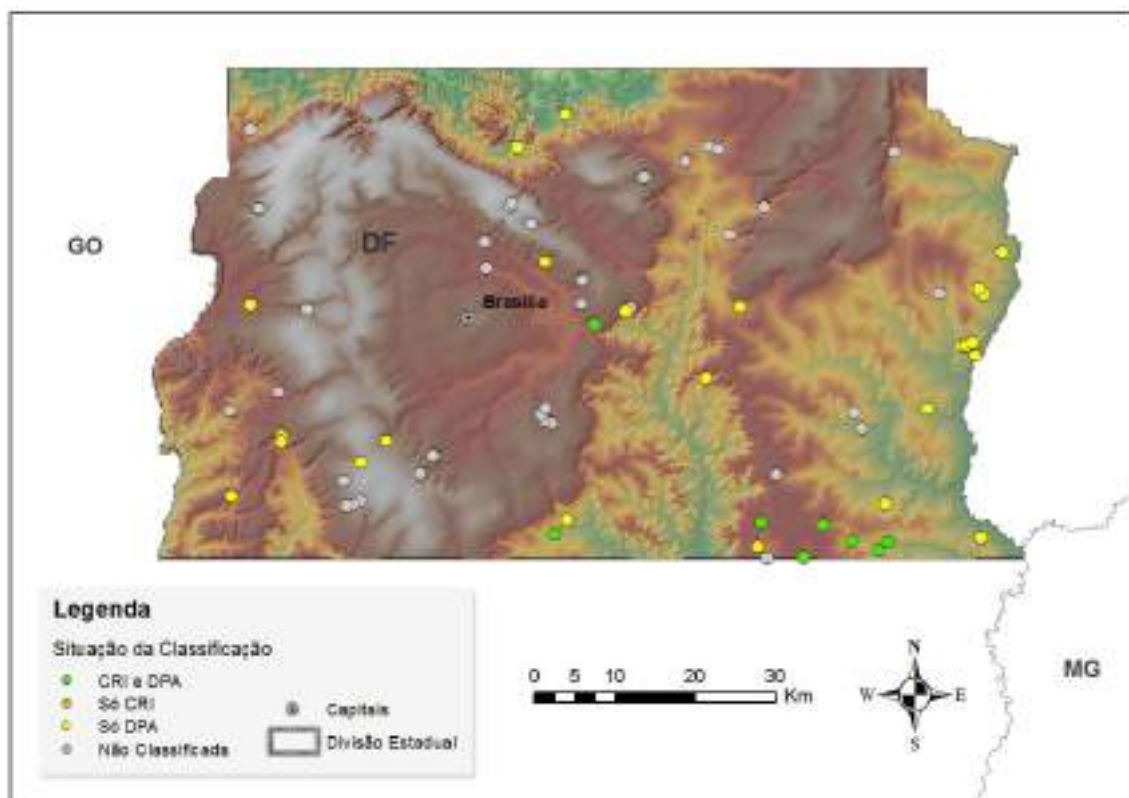 GO
DF
Brasília
MG
Legenda
Situação da Classificação
CRI e DPA
Só CRI
Só DPA
Não Classificada
Capitais
Divisão Estadual
0 5 10 20 30
Km
N
W E
S